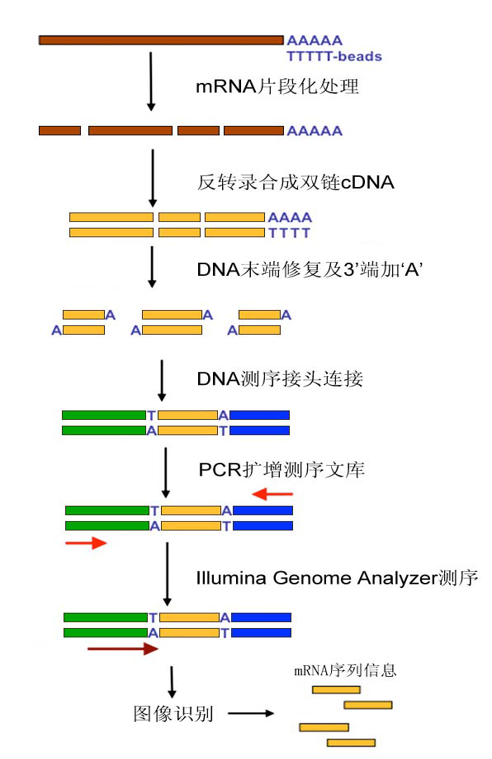 AAAAA
TTTTT-beads
mRNA片段化处理
AAAAA
反转录合成双链cDNA
AAAA
TTTT
DNA末端修复及3’端加‘A’
A A A
A A A
DNA测序接头连接
T A
A T
PCR扩增测序文库
T A
A T
Illumina Genome Analyzer测序
T A
A T
mRNA序列信息
图像识别